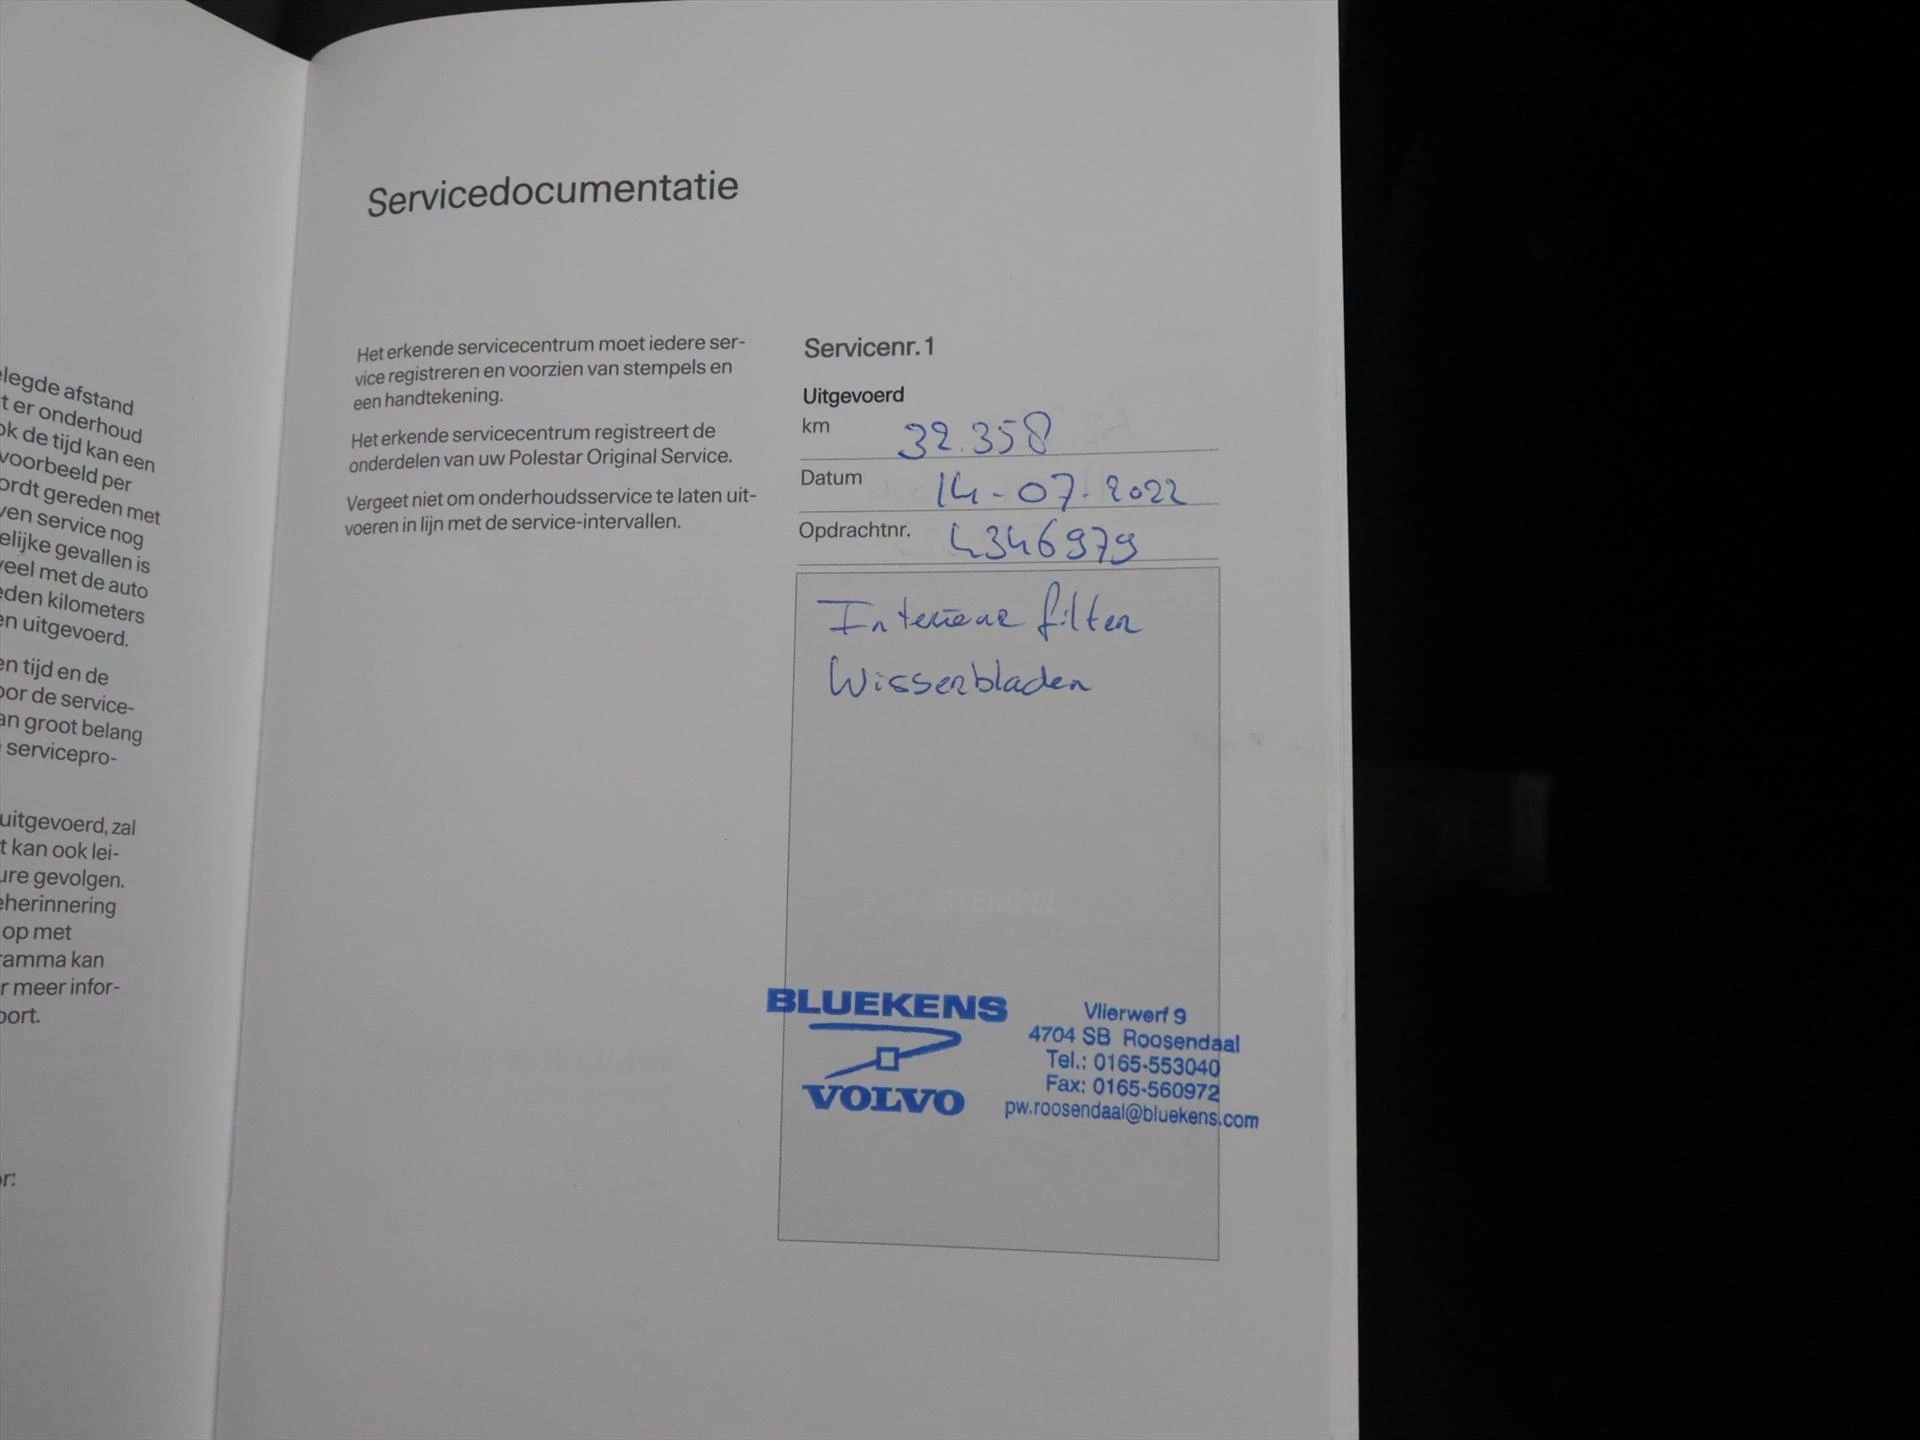 elegde afstand
t er onderhoud
ok de tijd kan een
voorbeeld per
ordt gereden met
ven service nog
elijke gevallen is
veel met de auto
eden kilometers
en uitgevoerd.
en tijd en de
oor de service-
an groot belang
e servicepro-
uitgevoerd, zal
t kan ook lei-
ure gevolgen.
eherinnering
op met
ramma kan
r meer infor-
port.
or:
Servicedocumentatie
Het erkende servicecentrum moet iedere ser-
vice registreren en voorzien van stempels en
een handtekening.
Het erkende servicecentrum registreert de
onderdelen van uw Polestar Original Service.
Vergeet niet om onderhoudsservice te laten uit-
voeren in lijn met de service-intervallen.
Servicenr. 1
Uitgevoerd
km 32.358
Datum 14-07-2022
Opdrachtnr. 4346979
Interieur filter
Wisserbladen
STEMPEL
BLUEKENS
VOLVO
Vlierwerf 9
4704 SB Roosendaal
Tel.: 0165-553040
Fax: 0165-560972
pw.roosendaal@bluekens.com